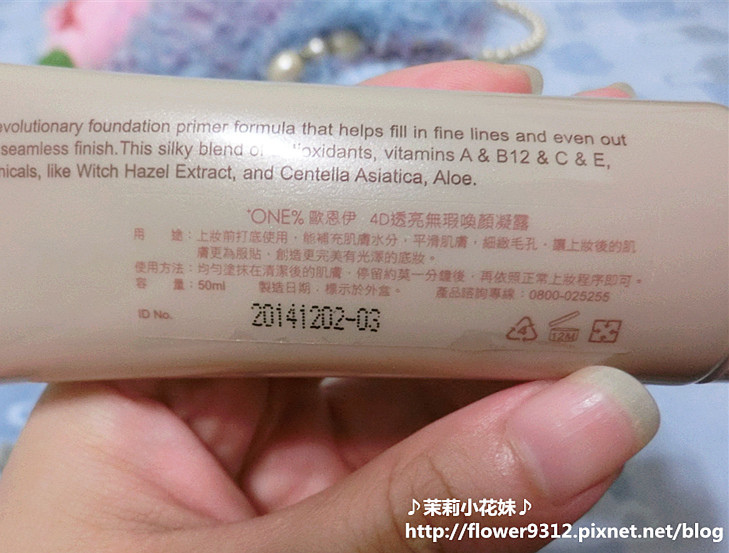 evolutionary foundation primer formula that helps fill in fine lines and even out
seamless finish. This silky blend oxidants, vitamins A & B12 & C & E,
nicals, like Witch Hazel Extract, and Centella Asiatica, Aloe.
+ONE% 歐恩伊 4D透亮無瑕喚顏凝露
用 途：上妝前打底使用，能補充肌膚水分，平滑肌膚，細緻毛孔，讓上妝後的肌
膚更為服貼，創造更完美有光澤的底妝。
使用方法：均勻塗抹在清潔後的肌膚，停留約莫一分鐘後，再依照正常上妝程序即可。
容 量：50ml 製造日期：標示於外盒。 產品諮詢專線：0800-025255
ID No. 20141202-03
4 12M
♪茉莉小花妹♪
http://flower9312.pixnet.net/blog